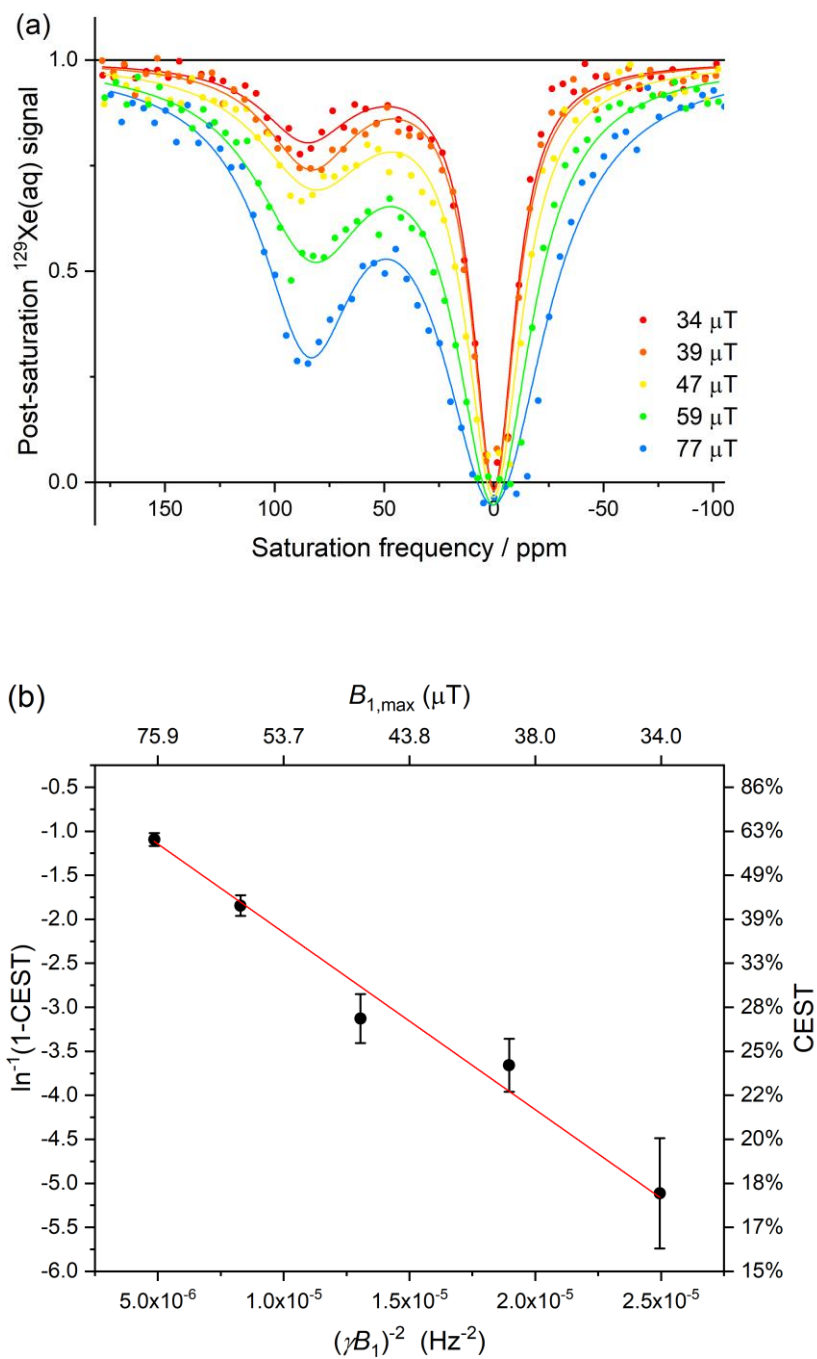 (a)
1.0
0.5
0.0
Post-saturation ¹²⁹Xe(aq) signal
34 μT
39 μT
47 μT
59 μT
77 μT
150 100 50 0 -50 -100
Saturation frequency / ppm
(b)
B1,max (μT)
75.9 53.7 43.8 38.0 34.0
-0.5 86%
-1.0 63%
-1.5 49%
-2.0 39%
-2.5 33%
-3.0 28%
-3.5 25%
-4.0 22%
-4.5 20%
-5.0 18%
-5.5 17%
-6.0 15%
ln⁻¹(1-CEST)
CEST
5.0x10⁻⁶ 1.0x10⁻⁵ 1.5x10⁻⁵ 2.0x10⁻⁵ 2.5x10⁻⁵
(γB₁)⁻² (Hz⁻²)